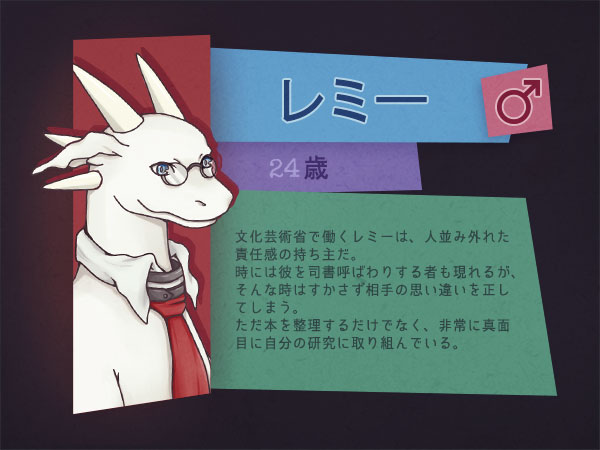 レミー
♂
24歳
文化芸術省で働くレミーは、人並み外れた
責任感の持ち主だ。
時には彼を司書呼ばわりする者も現れるが、
そんな時はすかさず相手の思い違いを正し
てしまう。
ただ本を整理するだけでなく、非常に真面
目に自分の研究に取り組んでいる。